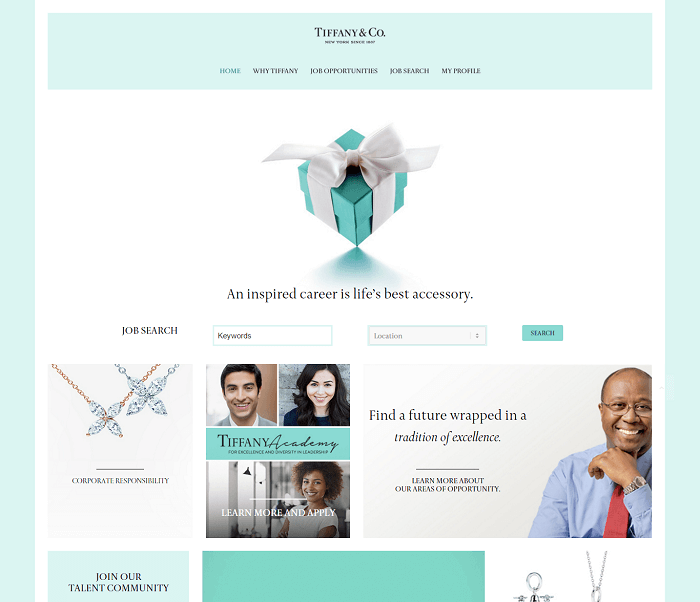 TIFFANY & CO.
NEW YORK SINCE 1837
HOME WHY TIFFANY JOB OPPORTUNITIES JOB SEARCH MY PROFILE
An inspired career is life's best accessory.
JOB SEARCH Keywords Location SEARCH
CORPORATE RESPONSIBILITY
TIFFANY Academy
FOR EXCELLENCE AND DIVERSITY IN LEADERSHIP
LEARN MORE AND APPLY
Find a future wrapped in a
tradition of excellence.
LEARN MORE ABOUT
OUR AREAS OF OPPORTUNITY.
JOIN OUR
TALENT COMMUNITY